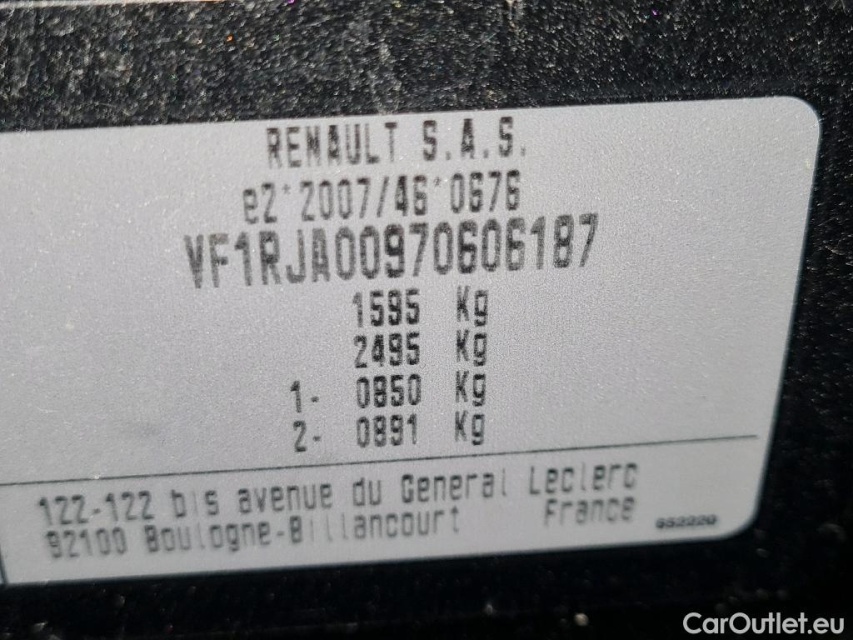 RENAULT S.A.S.
e2*2007/46*0676
VF1RJA00970606187
1595 Kg
2495 Kg
1- 0850 Kg
2- 0891 Kg
122-122 bis avenue du General Leclerc
92100 Boulogne-Billancourt France
652220
CarOutlet.eu